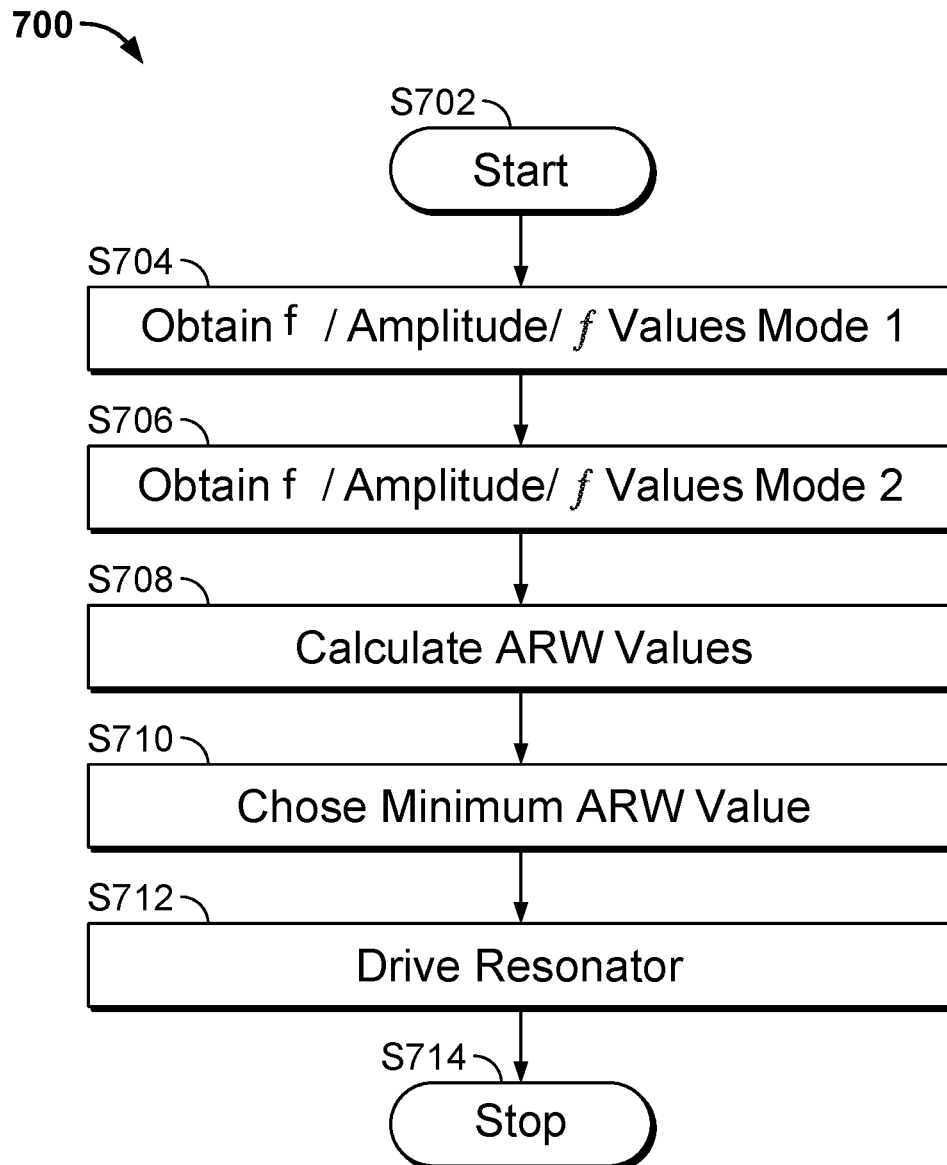 700
S702
Start
S704
Obtain f / Amplitude/ ƒ Values Mode 1
S706
Obtain f / Amplitude/ ƒ Values Mode 2
S708
Calculate ARW Values
S710
Chose Minimum ARW Value
S712
Drive Resonator
S714
Stop